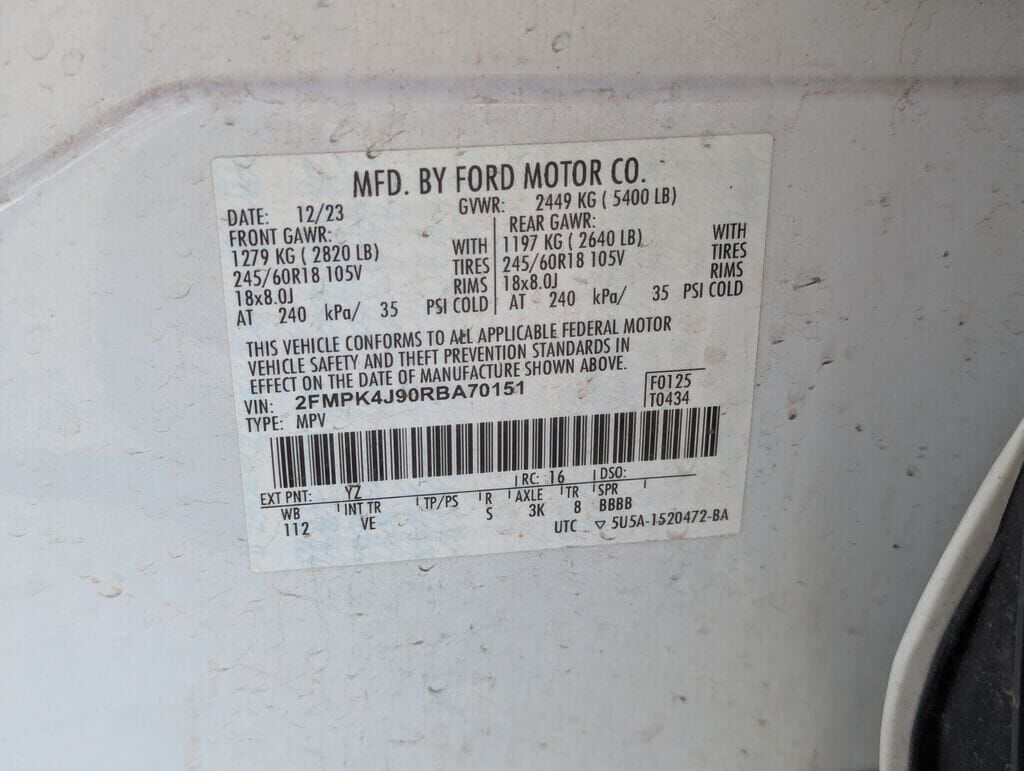 MFD. BY FORD MOTOR CO.
DATE: 12/23 GVWR: 2449 KG ( 5400 LB)
FRONT GAWR: REAR GAWR:
1279 KG ( 2820 LB) WITH 1197 KG ( 2640 LB) WITH
245/60R18 105V TIRES 245/60R18 105V TIRES
18x8.0J RIMS 18x8.0J RIMS
AT 240 kPa/ 35 PSI COLD AT 240 kPa/ 35 PSI COLD
THIS VEHICLE CONFORMS TO ALL APPLICABLE FEDERAL MOTOR
VEHICLE SAFETY AND THEFT PREVENTION STANDARDS IN
EFFECT ON THE DATE OF MANUFACTURE SHOWN ABOVE.
VIN: 2FMPK4J90RBA70151 F0125
TYPE: MPV T0434
EXT PNT: YZ RC: 16 DSO:
WB INT TR TP/PS R AXLE TR SPR
112 VE S 3K 8 BBBB
UTC ▽ 5U5A-1520472-BA